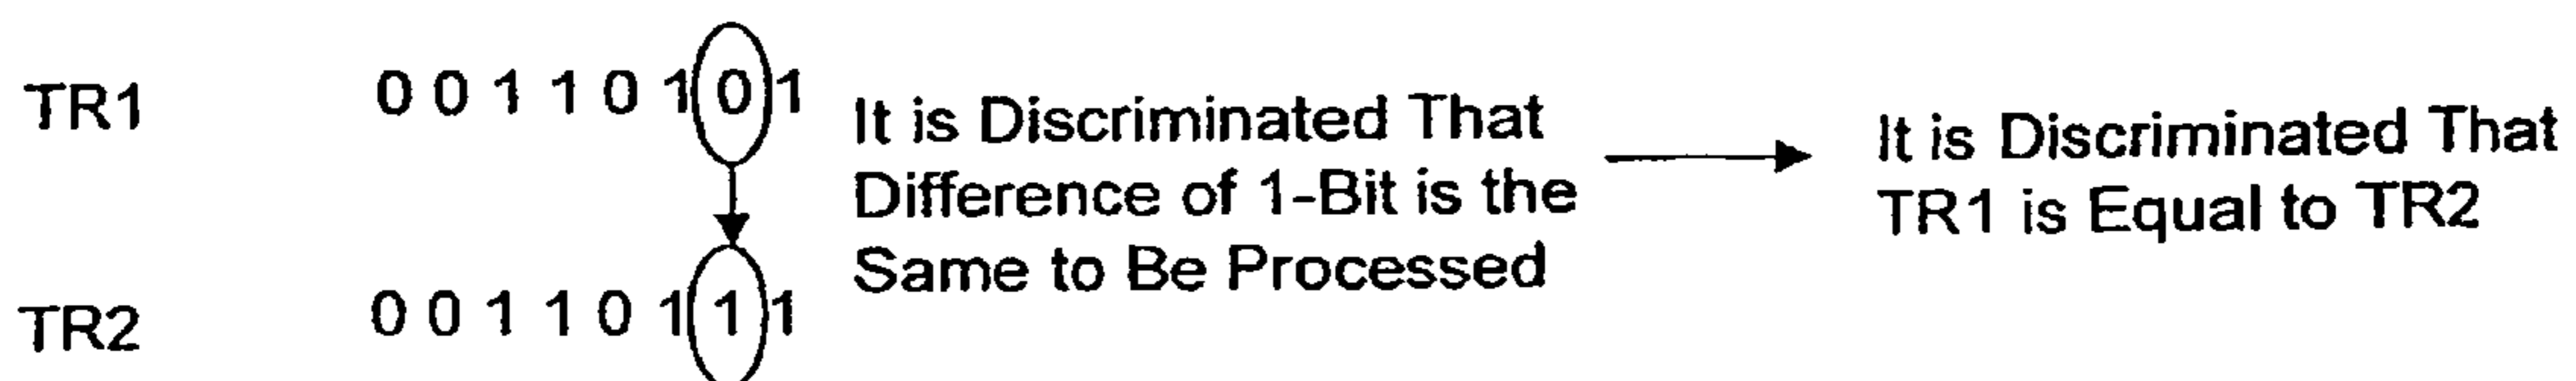 TR1 0 0 1 1 0 1 0 1
It is Discriminated That
Difference of 1-Bit is the
Same to Be Processed
It is Discriminated That
TR1 is Equal to TR2
TR2 0 0 1 1 0 1 1 1